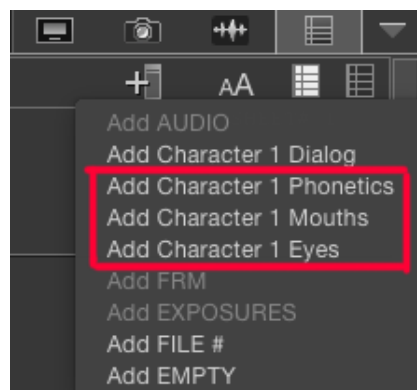 AA
Add AUDIO
Add Character 1 Dialog
Add Character 1 Phonetics
Add Character 1 Mouths
Add Character 1 Eyes
Add FRM
Add EXPOSURES
Add FILE #
Add EMPTY